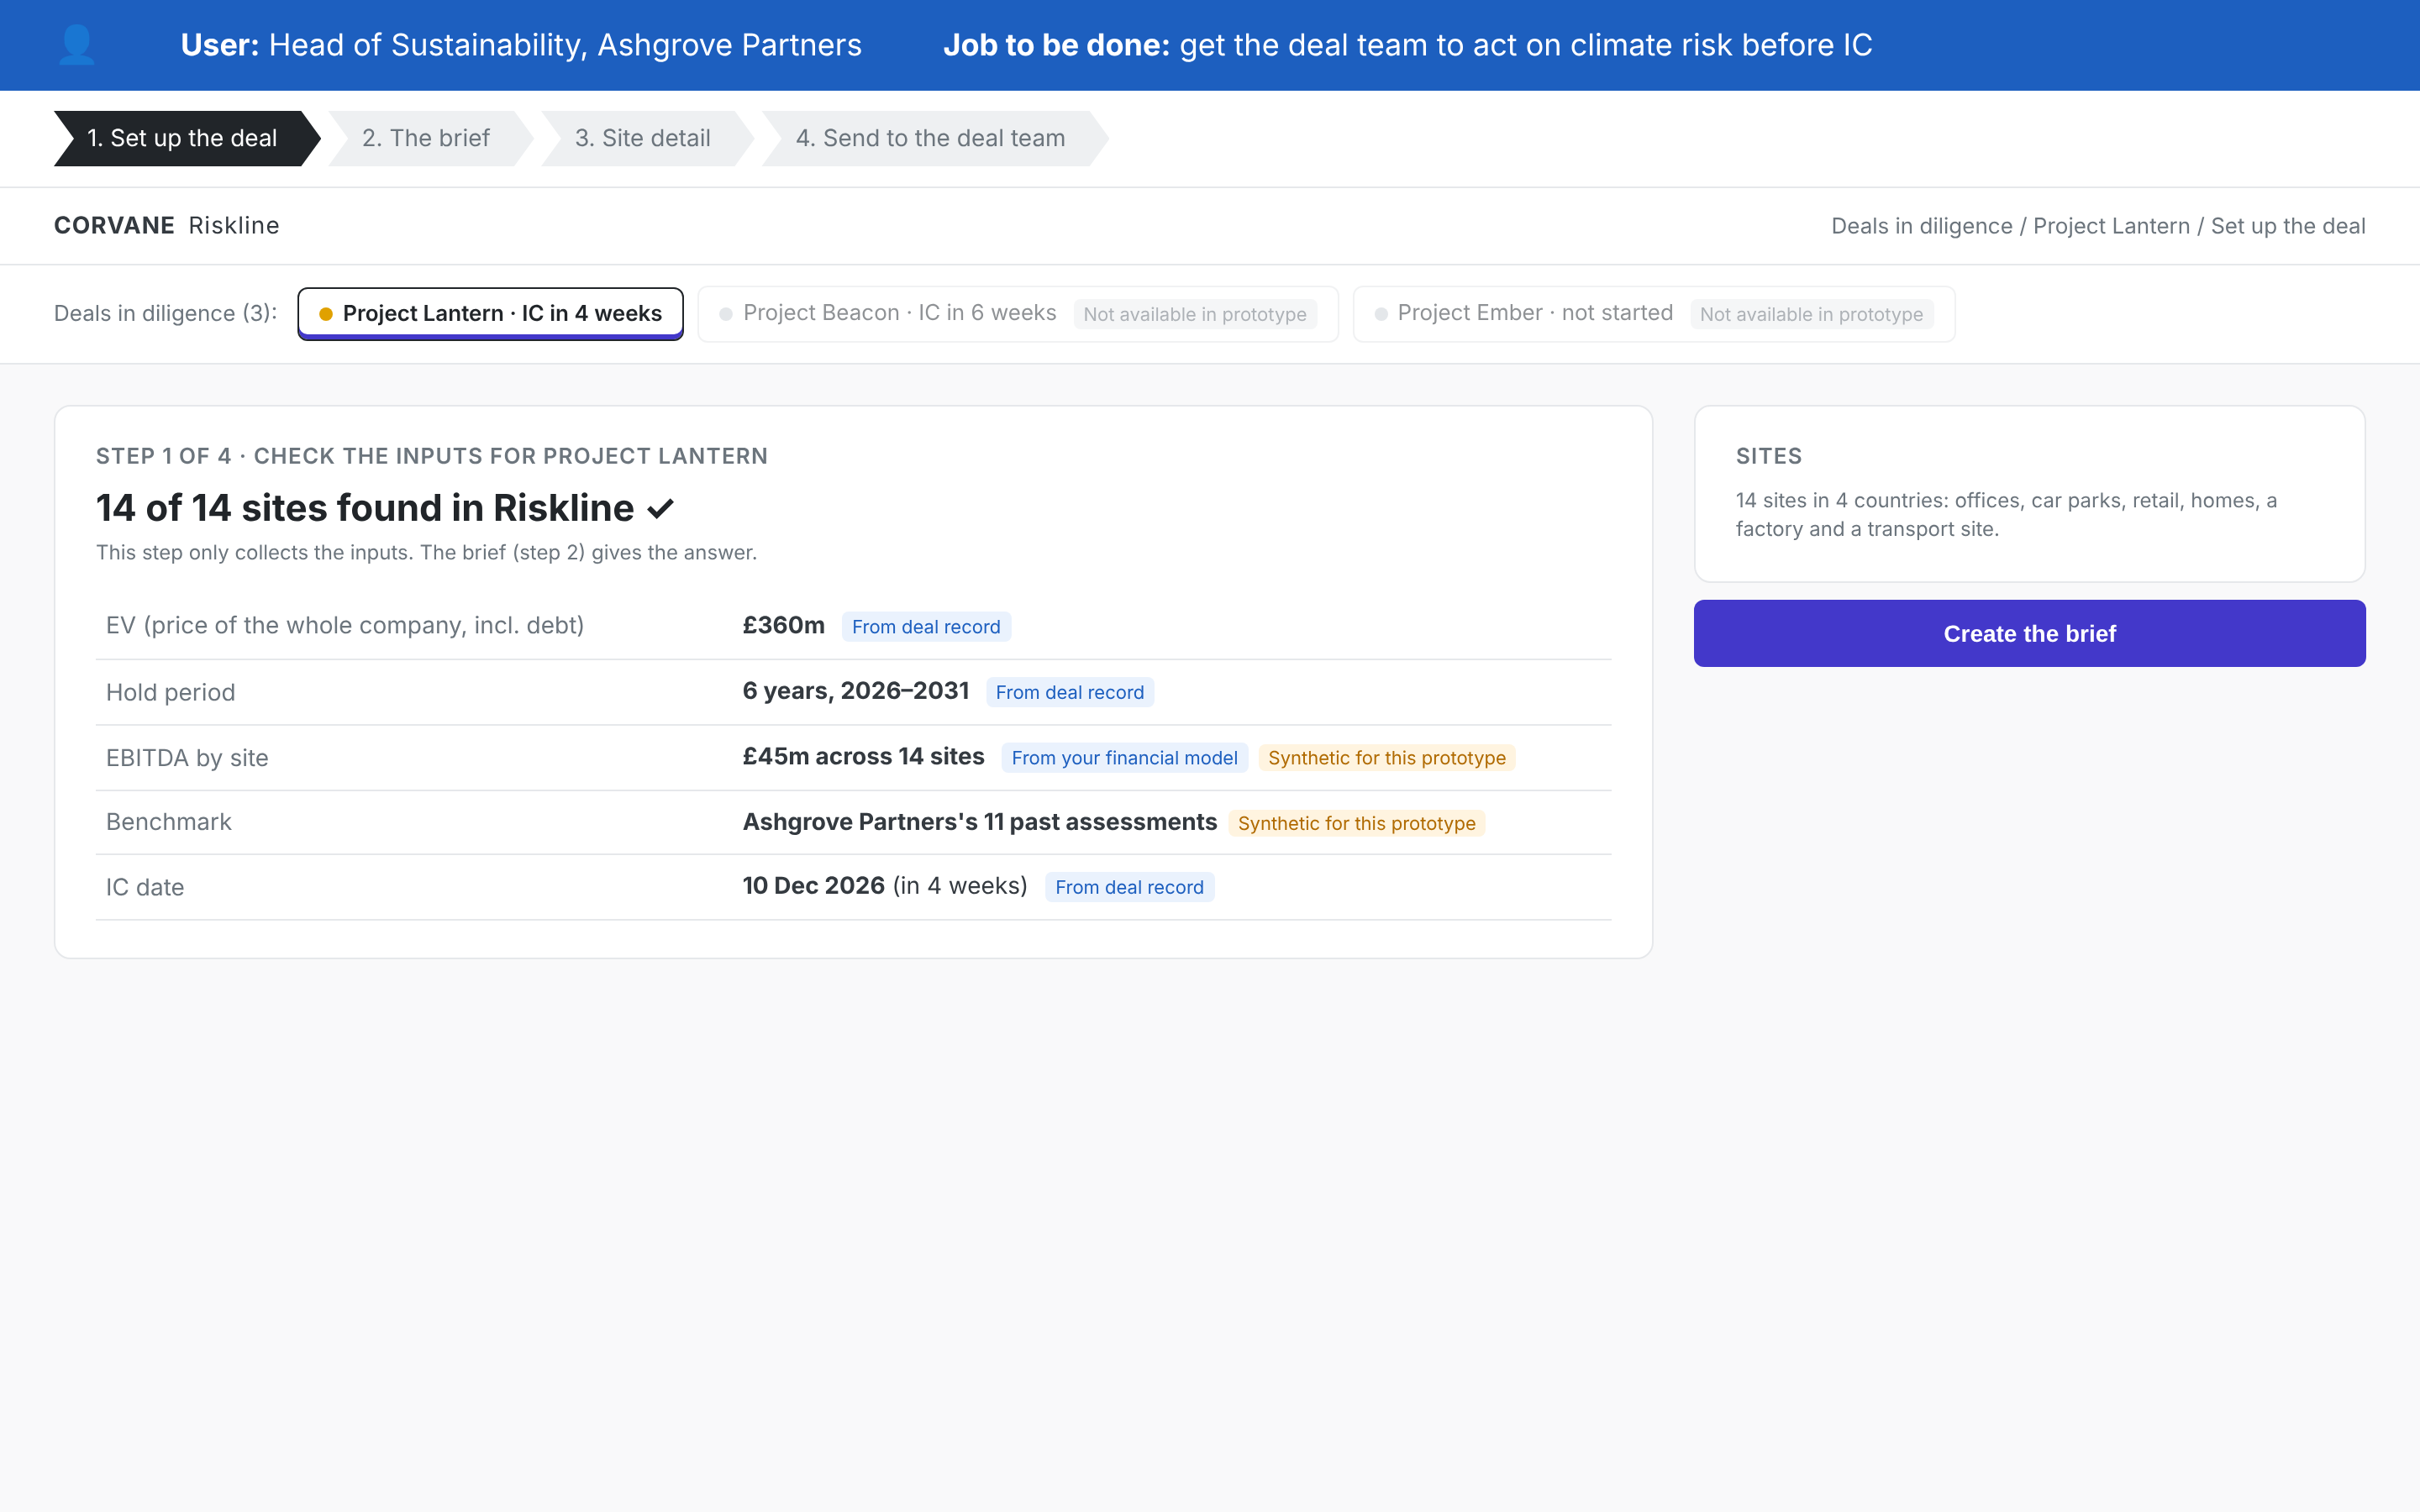 User: Head of Sustainability, Ashgrove Partners
Job to be done: get the deal team to act on climate risk before IC
1. Set up the deal
2. The brief
3. Site detail
4. Send to the deal team
CORVANE Riskline
Deals in diligence / Project Lantern / Set up the deal
Deals in diligence (3):
Project Lantern · IC in 4 weeks
Project Beacon · IC in 6 weeks Not available in prototype
Project Ember · not started Not available in prototype
STEP 1 OF 4 · CHECK THE INPUTS FOR PROJECT LANTERN
14 of 14 sites found in Riskline ✓
This step only collects the inputs. The brief (step 2) gives the answer.
EV (price of the whole company, incl. debt) £360m From deal record
Hold period 6 years, 2026–2031 From deal record
EBITDA by site £45m across 14 sites From your financial model Synthetic for this prototype
Benchmark Ashgrove Partners's 11 past assessments Synthetic for this prototype
IC date 10 Dec 2026 (in 4 weeks) From deal record
SITES
14 sites in 4 countries: offices, car parks, retail, homes, a
factory and a transport site.
Create the brief